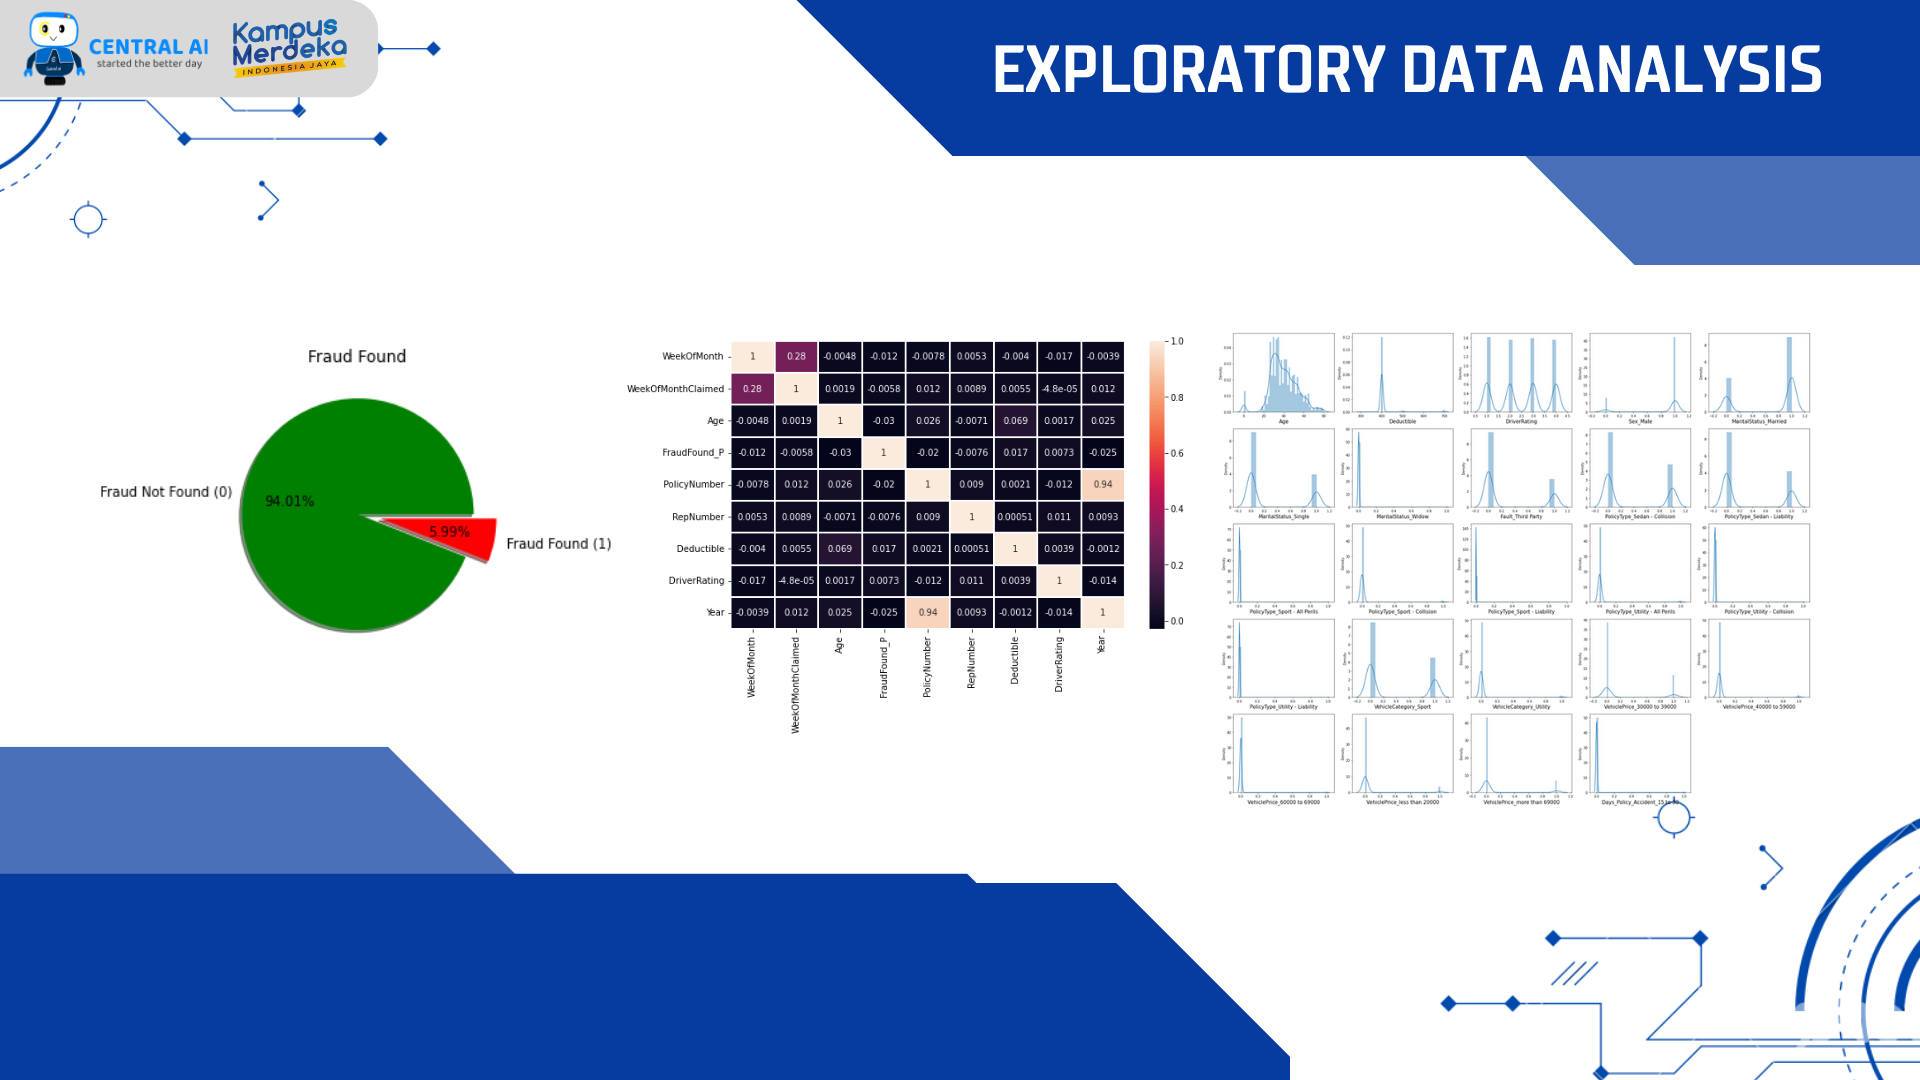 CENTRAL AI
started the better day
Kampus
Merdeka
INDONESIA JAYA
EXPLORATORY DATA ANALYSIS
Fraud Found
Fraud Not Found (0)
94.01%
5.99%
Fraud Found (1)
WeekOfMonth 1 0.28 -0.0048 -0.012 -0.0078 0.0053 -0.004 -0.017 -0.0039
WeekOfMonthClaimed 0.28 1 0.0019 -0.0058 0.012 0.0089 0.0055 -4.8e-05 0.012
Age -0.0048 0.0019 1 -0.03 0.026 -0.0071 0.069 0.0017 0.025
FraudFound_P -0.012 -0.0058 -0.03 1 -0.02 -0.0076 0.017 0.0073 -0.025
PolicyNumber -0.0078 0.012 0.026 -0.02 1 0.009 0.0021 -0.012 0.94
RepNumber 0.0053 0.0089 -0.0071 -0.0076 0.009 1 0.00051 0.011 0.0093
Deductible -0.004 0.0055 0.069 0.017 0.0021 0.00051 1 0.0039 -0.0012
DriverRating -0.017 -4.8e-05 0.0017 0.0073 -0.012 0.011 0.0039 1 -0.014
Year -0.0039 0.012 0.025 -0.025 0.94 0.0093 -0.0012 -0.014 1
WeekOfMonth
WeekOfMonthClaimed
Age
FraudFound_P
PolicyNumber
RepNumber
Deductible
DriverRating
Year
1.0
0.8
0.6
0.4
0.2
0.0
Age Deductible DriverRating Sex_Male MaritalStatus_Married
MaritalStatus_Single MaritalStatus_Widow Fault_Third Party PolicyType_Sedan - Collision PolicyType_Sedan - Liability
PolicyType_Sport - All Perils PolicyType_Sport - Collision PolicyType_Sport - Liability PolicyType_Utility - All Perils PolicyType_Utility - Collision
PolicyType_Utility - Liability VehicleCategory_Sport VehicleCategory_Utility VehiclePrice_30000 to 39000 VehiclePrice_40000 to 59000
VehiclePrice_60000 to 69000 VehiclePrice_less than 20000 VehiclePrice_more than 69000 Days_Policy_Accident_15 to